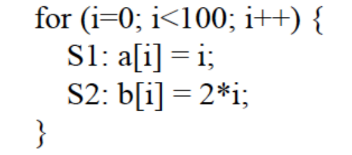 for (i=0; i<100; i++) {
S1: a[i] = i;
S2: b[i] = 2*i;
}